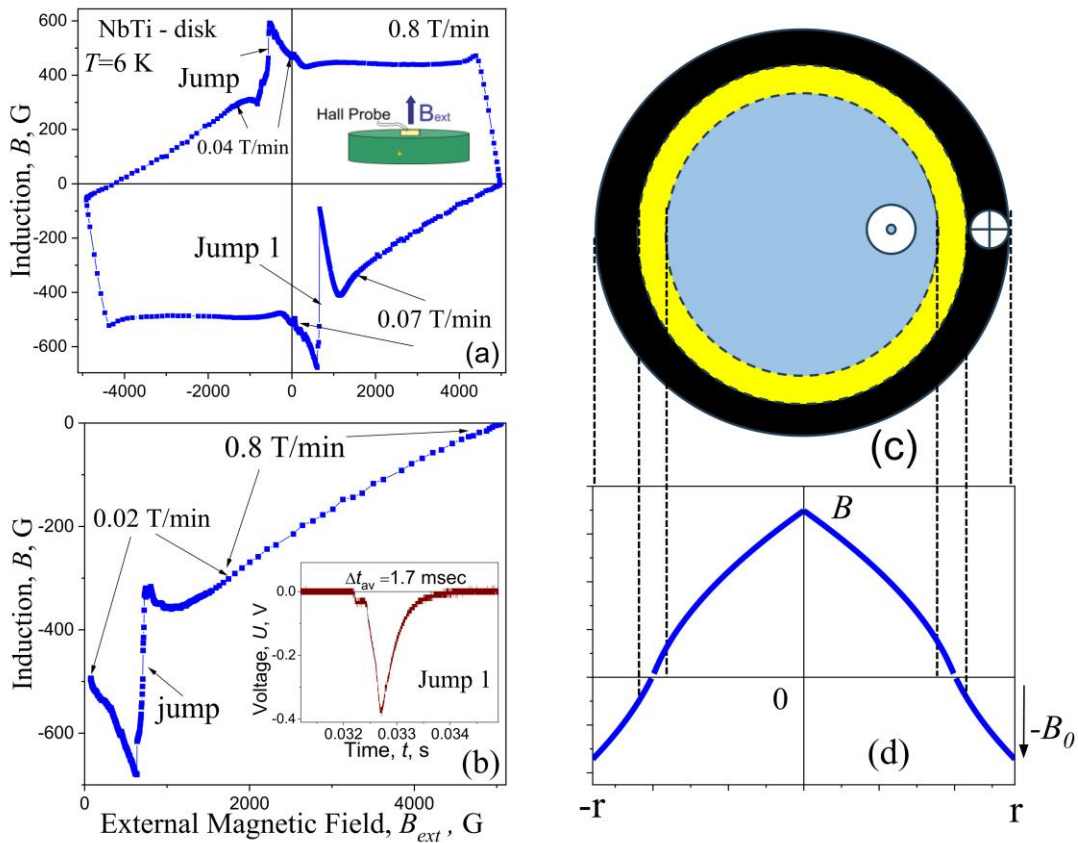 NbTi - disk
T=6 K
Jump
0.8 T/min
0.04 T/min
Hall Probe
B_ext
Jump 1
0.07 T/min
(a)
600
400
200
0
-200
-400
-600
Induction, B, G
-4000 -2000 0 2000 4000
0.8 T/min
0.02 T/min
jump
Δt_av =1.7 msec
0.0
-0.2
-0.4
Voltage, U, V
Jump 1
0.032 0.033 0.034
Time, t, s
(b)
0
-200
-400
-600
Induction, B, G
0 2000 4000
External Magnetic Field, B_ext , G
(c)
B
0
-B_0
(d)
-r r